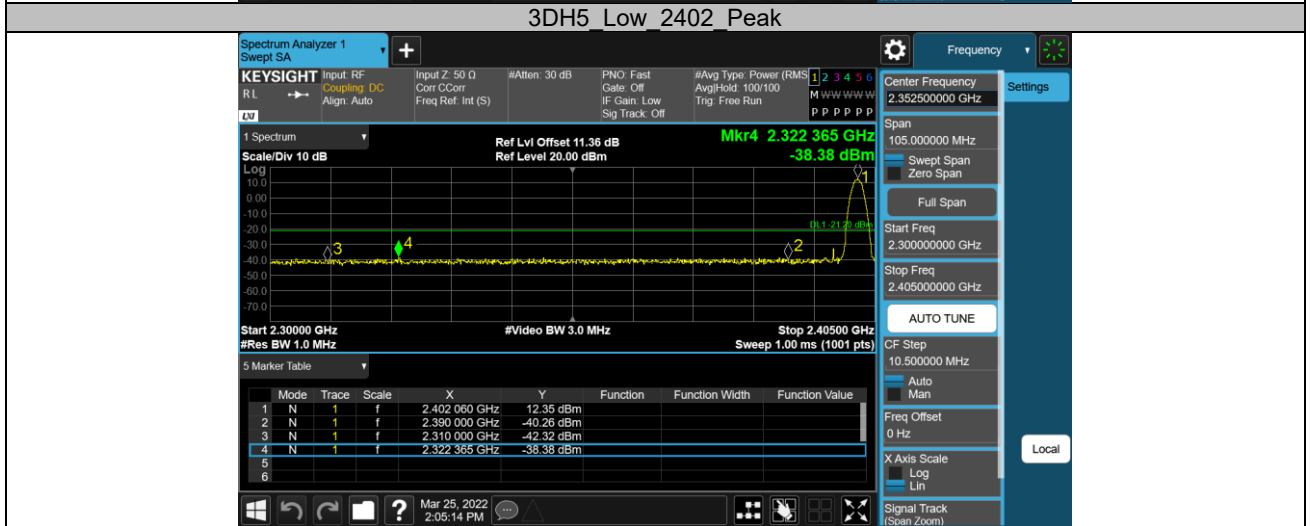 3DH5_Low_2402_Peak
Spectrum Analyzer 1
Swept SA
Frequency
KEYSIGHT
RL
LXI
Input: RF
Coupling: DC
Align: Auto
Input Z: 50 Ω
Corr CCorr
Freq Ref: Int (S)
#Atten: 30 dB
PNO: Fast
Gate: Off
IF Gain: Low
Sig Track: Off
#Avg Type: Power (RMS
Avg|Hold: 100/100
Trig: Free Run
1 2 3 4 5 6
M W W W W W
P P P P P P
1 Spectrum
Scale/Div 10 dB
Log
Ref Lvl Offset 11.36 dB
Ref Level 20.00 dBm
Mkr4 2.322 365 GHz
-38.38 dBm
10.0
0.00
-10.0
-20.0
-30.0
-40.0
-50.0
-60.0
-70.0
1
DL1 -21.20 dBm
3
4
2
Start 2.30000 GHz
#Res BW 1.0 MHz
#Video BW 3.0 MHz
Stop 2.40500 GHz
Sweep 1.00 ms (1001 pts)
5 Marker Table
Mode Trace Scale X Y Function Function Width Function Value
1 N 1 f 2.402 060 GHz 12.35 dBm
2 N 1 f 2.390 000 GHz -40.26 dBm
3 N 1 f 2.310 000 GHz -42.32 dBm
4 N 1 f 2.322 365 GHz -38.38 dBm
5
6
?
Mar 25, 2022
2:05:14 PM
Center Frequency
2.352500000 GHz
Span
105.000000 MHz
Swept Span
Zero Span
Full Span
Start Freq
2.300000000 GHz
Stop Freq
2.405000000 GHz
AUTO TUNE
CF Step
10.500000 MHz
Auto
Man
Freq Offset
0 Hz
X Axis Scale
Log
Lin
Signal Track
(Span Zoom)
Settings
Local